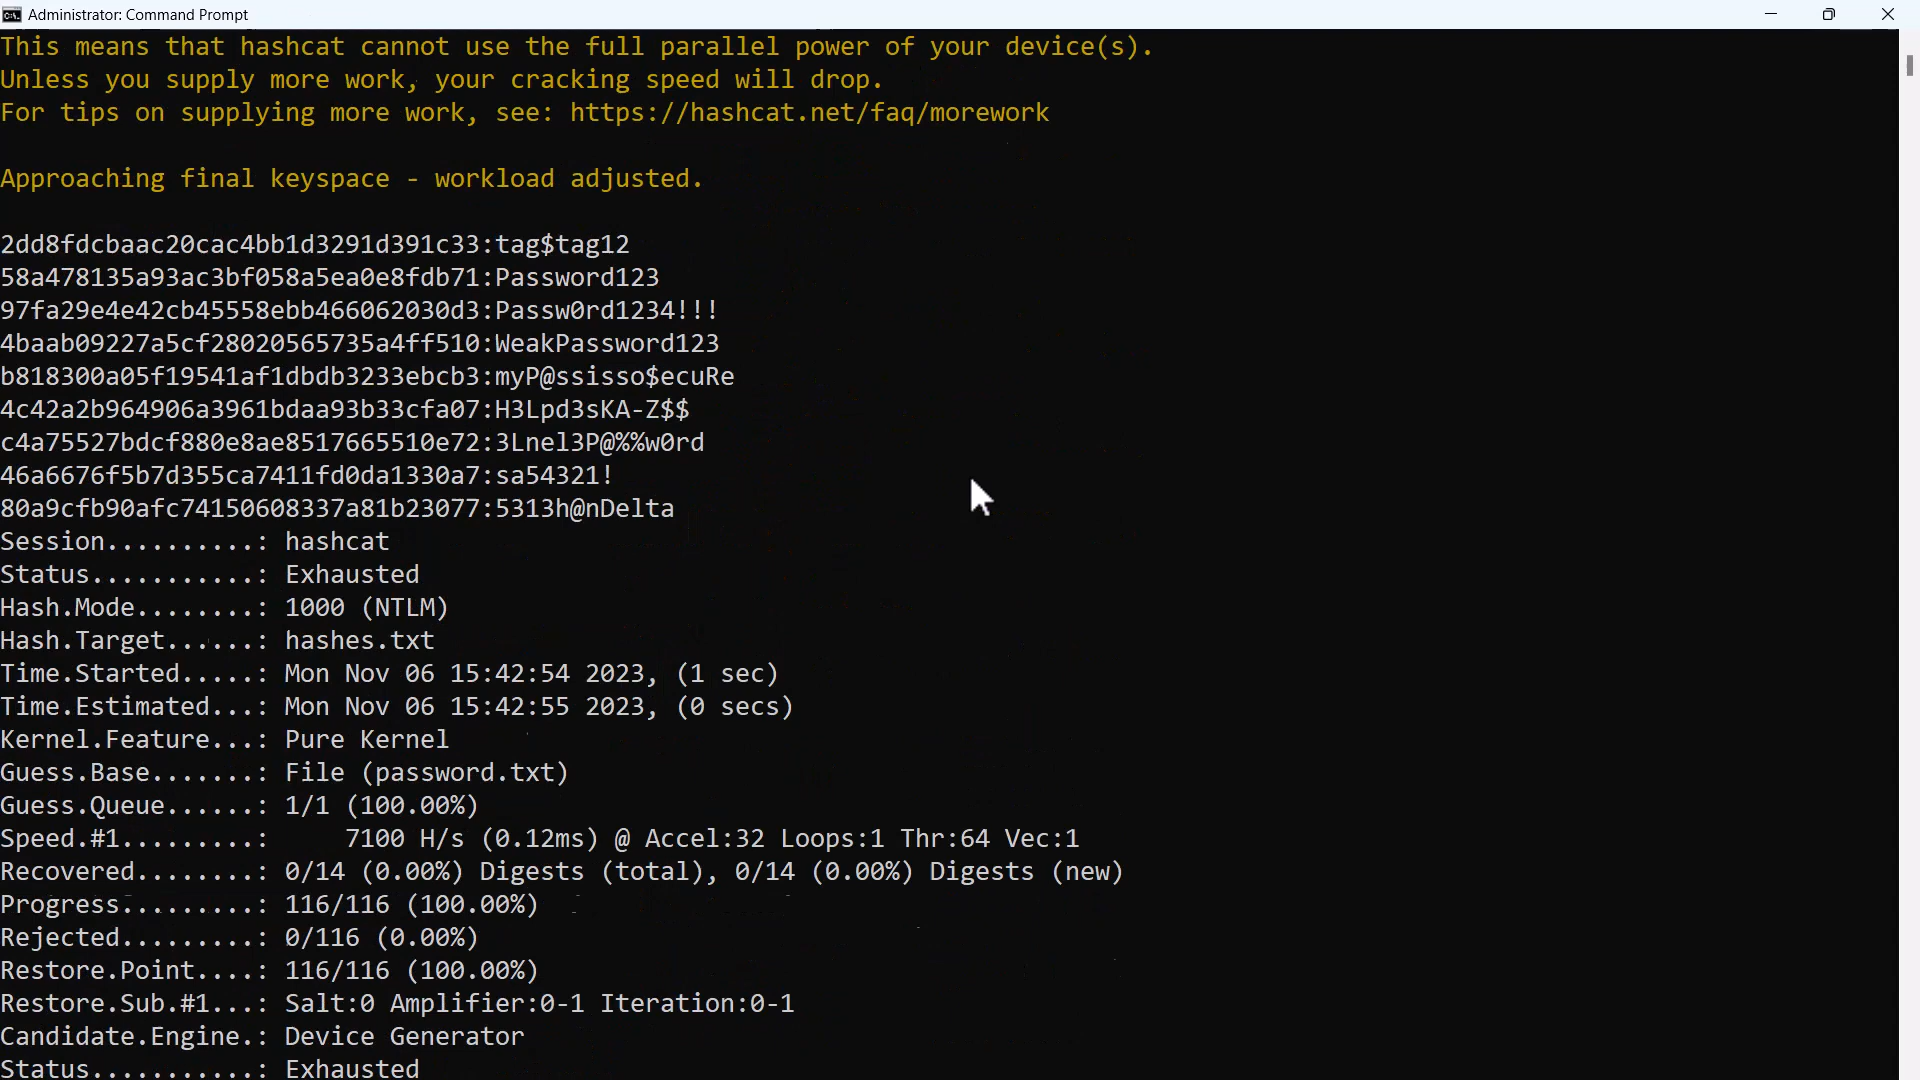 Administrator: Command Prompt
This means that hashcat cannot use the full parallel power of your device(s).
Unless you supply more work, your cracking speed will drop.
For tips on supplying more work, see: https://hashcat.net/faq/morework
Approaching final keyspace - workload adjusted.
2dd8fdcbaac20cac4bb1d3291d391c33:tag$tag12
58a478135a93ac3bf058a5ea0e8fdb71:Password123
97fa29e4e42cb45558ebb466062030d3:Passw0rd1234!!!
4baab09227a5cf28020565735a4ff510:WeakPassword123
b818300a05f19541af1dbdb3233ebcb3:myP@ssisso$ecuRe
4c42a2b964906a3961bdaa93b33cfa07:H3Lpd3sKA-Z$$
c4a75527bdcf880e8ae8517665510e72:3Lnel3P@%%w0rd
46a6676f5b7d355ca7411fd0da1330a7:sa54321!
80a9cfb90afc74150608337a81b23077:5313h@nDelta
Session..........: hashcat
Status...........: Exhausted
Hash.Mode........: 1000 (NTLM)
Hash.Target......: hashes.txt
Time.Started.....: Mon Nov 06 15:42:54 2023, (1 sec)
Time.Estimated...: Mon Nov 06 15:42:55 2023, (0 secs)
Kernel.Feature...: Pure Kernel
Guess.Base.......: File (password.txt)
Guess.Queue......: 1/1 (100.00%)
Speed.#1.........:     7100 H/s (0.12ms) @ Accel:32 Loops:1 Thr:64 Vec:1
Recovered........: 0/14 (0.00%) Digests (total), 0/14 (0.00%) Digests (new)
Progress.........: 116/116 (100.00%)
Rejected.........: 0/116 (0.00%)
Restore.Point....: 116/116 (100.00%)
Restore.Sub.#1...: Salt:0 Amplifier:0-1 Iteration:0-1
Candidate.Engine.: Device Generator
Status...........: Exhausted